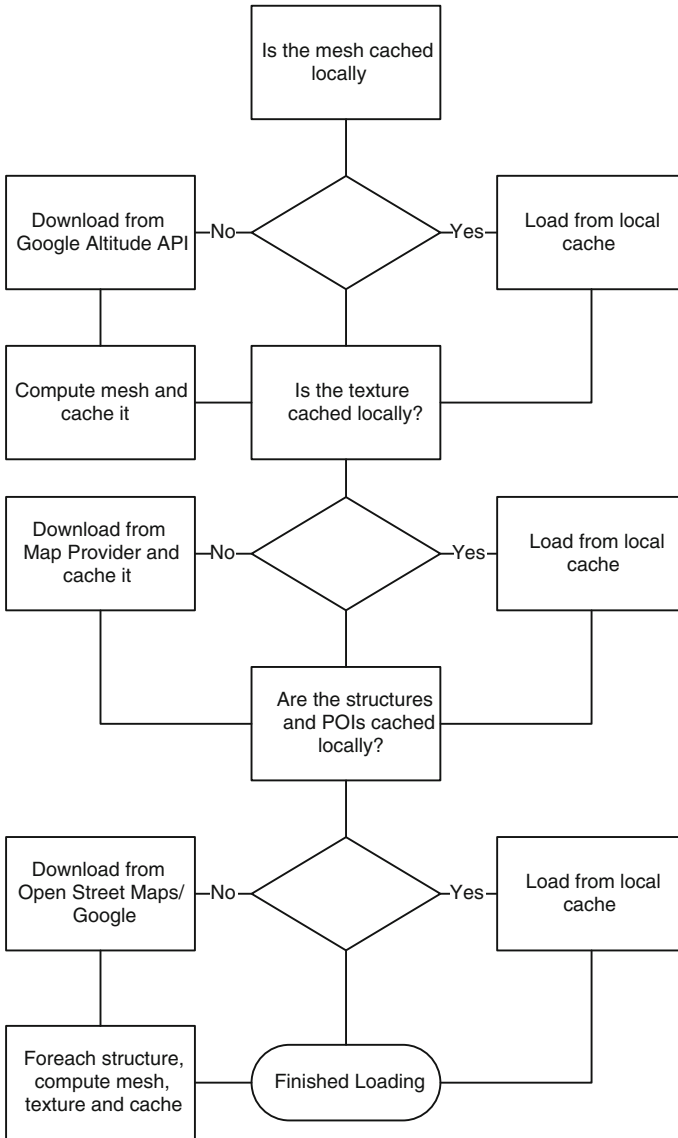 Is the mesh cached
locally
Download from
Google Altitude API
No
Yes
Load from local
cache
Compute mesh and
cache it
Is the texture
cached locally?
Download from
Map Provider and
cache it
No
Yes
Load from local
cache
Are the structures
and POIs cached
locally?
Download from
Open Street Maps/
Google
No
Yes
Load from local
cache
Foreach structure,
compute mesh,
texture and cache
Finished Loading